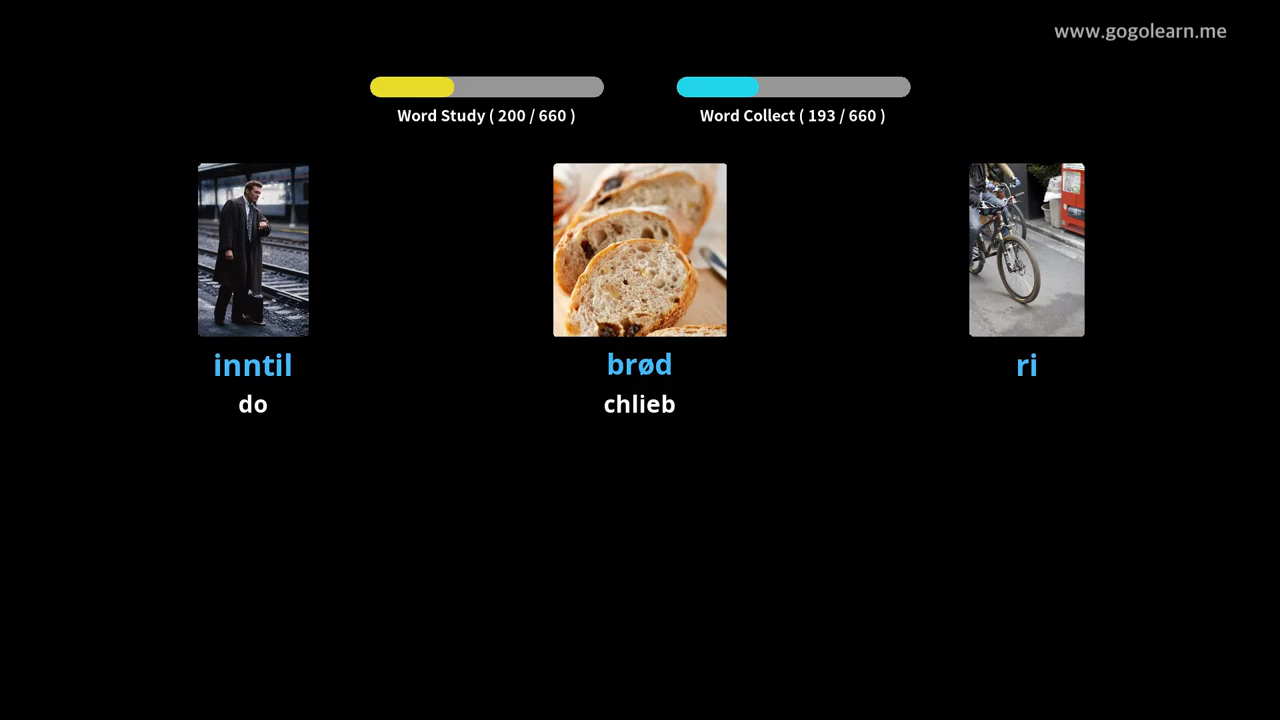 www.gogolearn.me
Word Study ( 200 / 660 )
Word Collect ( 193 / 660 )
inntil
do
brød
chlieb
ri